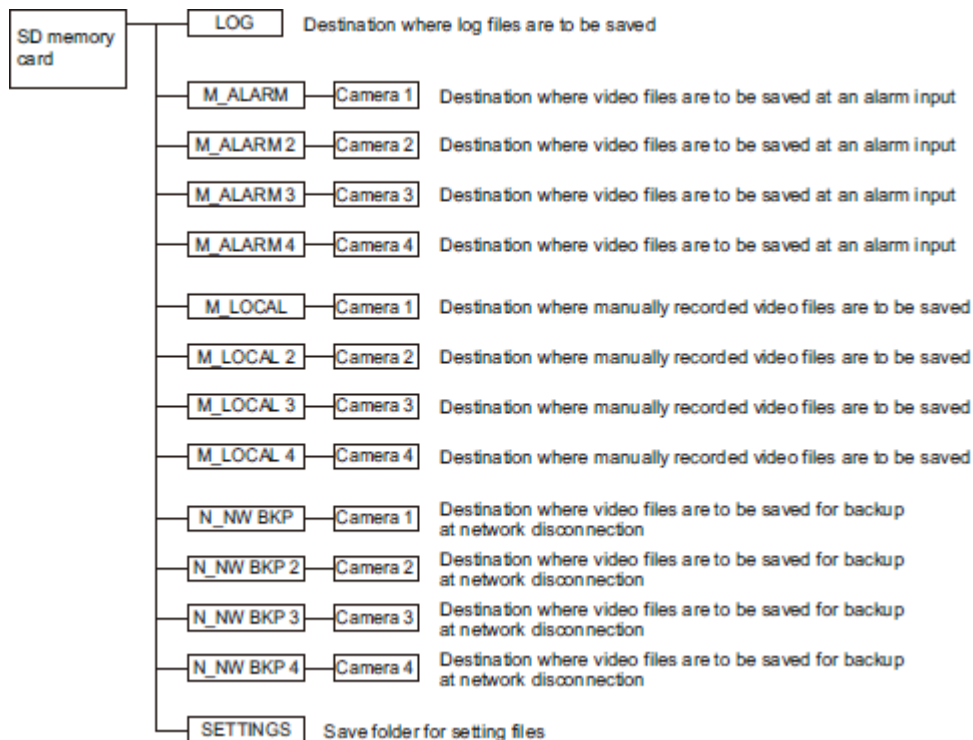 SD memory
card
LOG Destination where log files are to be saved
M_ALARM Camera 1 Destination where video files are to be saved at an alarm input
M_ALARM 2 Camera 2 Destination where video files are to be saved at an alarm input
M_ALARM 3 Camera 3 Destination where video files are to be saved at an alarm input
M_ALARM 4 Camera 4 Destination where video files are to be saved at an alarm input
M_LOCAL Camera 1 Destination where manually recorded video files are to be saved
M_LOCAL 2 Camera 2 Destination where manually recorded video files are to be saved
M_LOCAL 3 Camera 3 Destination where manually recorded video files are to be saved
M_LOCAL 4 Camera 4 Destination where manually recorded video files are to be saved
N_NW BKP Camera 1 Destination where video files are to be saved for backup
at network disconnection
N_NW BKP 2 Camera 2 Destination where video files are to be saved for backup
at network disconnection
N_NW BKP 3 Camera 3 Destination where video files are to be saved for backup
at network disconnection
N_NW BKP 4 Camera 4 Destination where video files are to be saved for backup
at network disconnection
SETTINGS Save folder for setting files